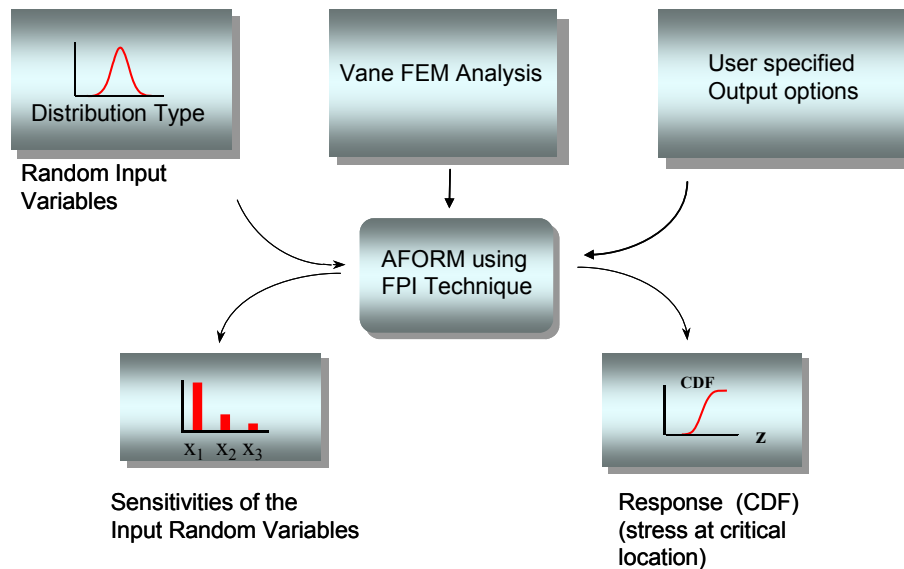 Distribution Type
Random Input
Variables
Vane FEM Analysis
User specified
Output options
AFORM using
FPI Technique
x₁ x₂ x₃
Sensitivities of the
Input Random Variables
CDF
z
Response (CDF)
(stress at critical
location)